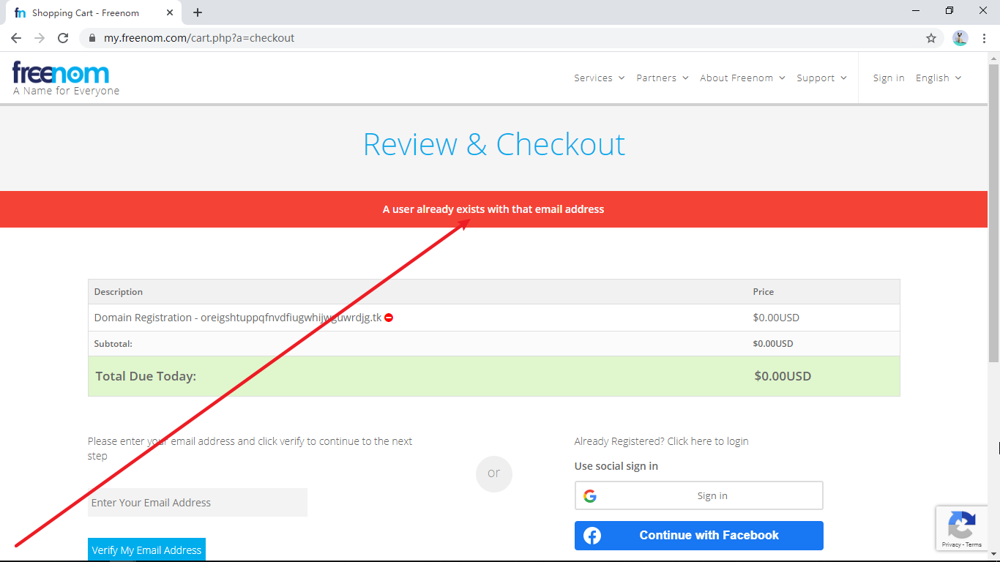 Shopping Cart - Freenom
my.freenom.com/cart.php?a=checkout
freenom
A Name for Everyone
Services Partners About Freenom Support Sign in English
Review & Checkout
A user already exists with that email address
Description Price
Domain Registration - oreigshtuppqfnvdfiugwhijwguwrdjg.tk $0.00USD
Subtotal: $0.00USD
Total Due Today: $0.00USD
Please enter your email address and click verify to continue to the next
step
Enter Your Email Address
Verify My Email Address
or
Already Registered? Click here to login
Use social sign in
Sign in
Continue with Facebook
Privacy - Terms